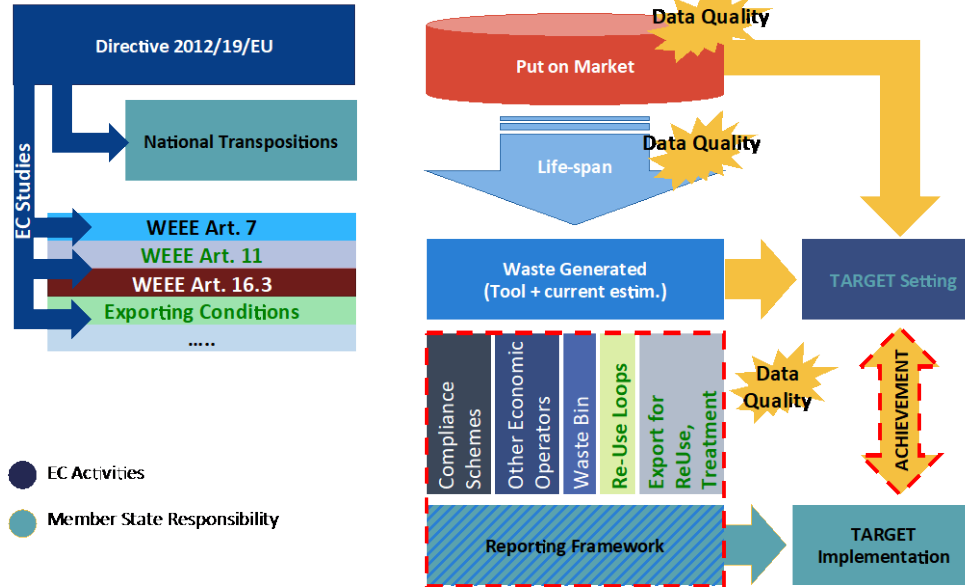 Directive 2012/19/EU
National Transpositions
EC Studies
WEEE Art. 7
WEEE Art. 11
WEEE Art. 16.3
Exporting Conditions
.....
EC Activities
Member State Responsibility
Data Quality
Put on Market
Data Quality
Life-span
Waste Generated
(Tool + current estim.)
TARGET Setting
Compliance
Schemes
Other Economic
Operators
Waste Bin
Re-Use Loops
Export for
ReUse,
Treatment
Data
Quality
ACHIEVEMENT
Reporting Framework
TARGET
Implementation